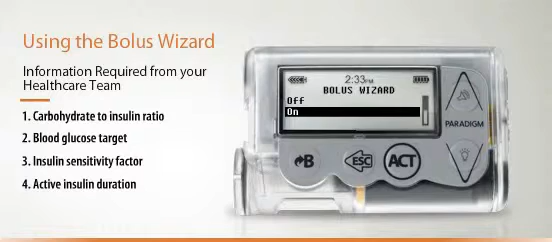 Using the Bolus Wizard
Information Required from your
Healthcare Team
1. Carbohydrate to insulin ratio
2. Blood glucose target
3. Insulin sensitivity factor
4. Active insulin duration
2:33PM
BOLUS WIZARD
Off
On
PARADIGM
B
ESC
ACT